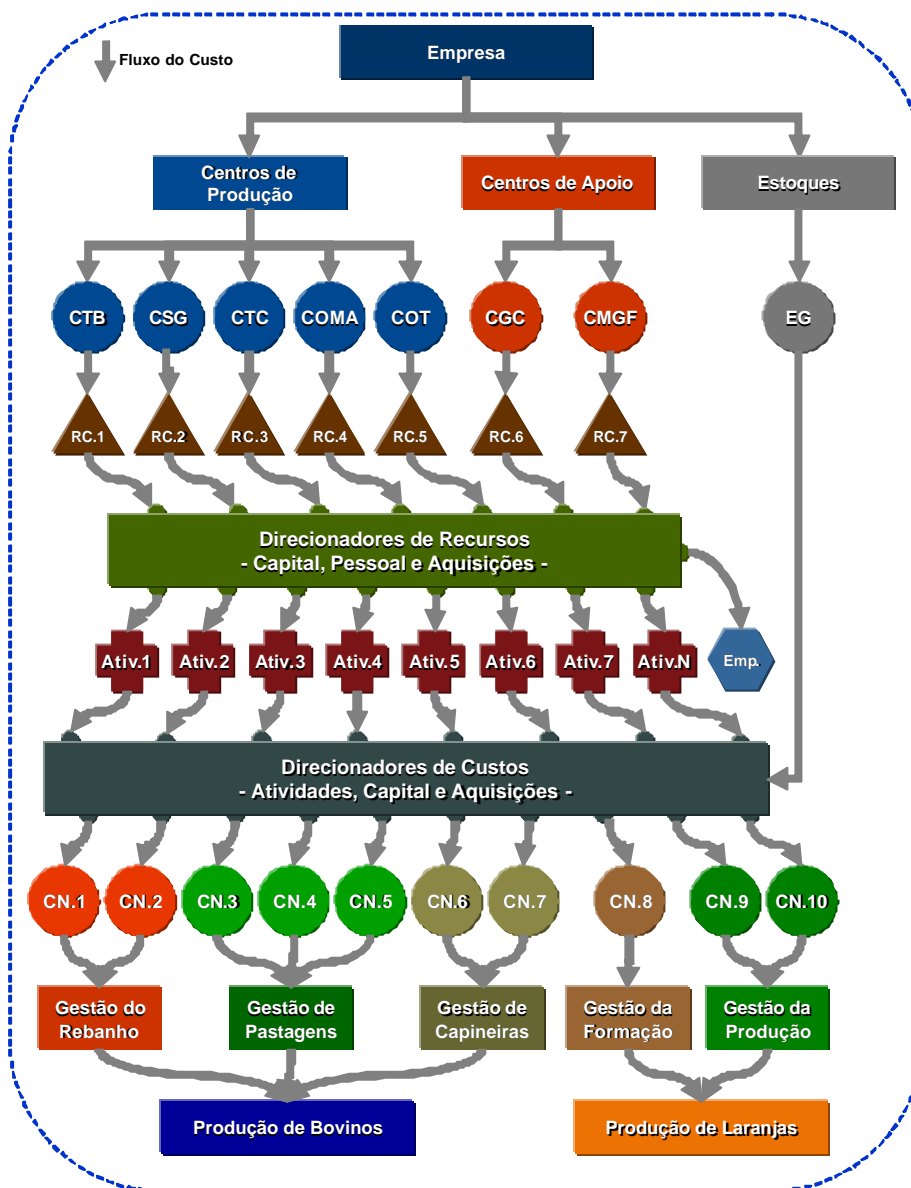 Empresa
Fluxo do Custo
Centros de
Produção
Centros de Apoio
Estoques
CTB
CSG
CTC
COMA
COT
CGC
CMGF
EG
RC.1
RC.2
RC.3
RC.4
RC.5
RC.6
RC.7
Direcionadores de Recursos
- Capital, Pessoal e Aquisições -
Ativ.1
Ativ.2
Ativ.3
Ativ.4
Ativ.5
Ativ.6
Ativ.7
Ativ.N
Emp.
Direcionadores de Custos
- Atividades, Capital e Aquisições -
CN.1
CN.2
CN.3
CN.4
CN.5
CN.6
CN.7
CN.8
CN.9
CN.10
Gestão do
Rebanho
Gestão de
Pastagens
Gestão de
Capineiras
Gestão da
Formação
Gestão da
Produção
Produção de Bovinos
Produção de Laranjas